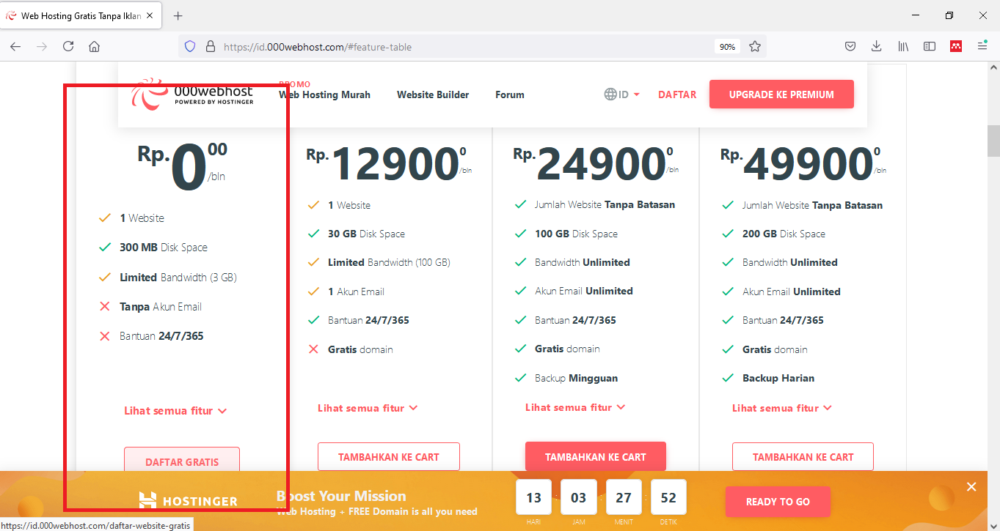 Web Hosting Gratis Tanpa Iklan
https://id.000webhost.com/#feature-table
90%
000webhost
POWERED BY HOSTINGER
PROMO
Web Hosting Murah
Website Builder
Forum
ID
DAFTAR
UPGRADE KE PREMIUM
Rp.0 00 /bln
1 Website
300 MB Disk Space
Limited Bandwidth (3 GB)
Tanpa Akun Email
Bantuan 24/7/365
Lihat semua fitur
DAFTAR GRATIS
Rp.12900 0 /bln
1 Website
30 GB Disk Space
Limited Bandwidth (100 GB)
1 Akun Email
Bantuan 24/7/365
Gratis domain
Lihat semua fitur
TAMBAHKAN KE CART
Rp.24900 0 /bln
Jumlah Website Tanpa Batasan
100 GB Disk Space
Bandwidth Unlimited
Akun Email Unlimited
Bantuan 24/7/365
Gratis domain
Backup Mingguan
Lihat semua fitur
TAMBAHKAN KE CART
Rp.49900 0 /bln
Jumlah Website Tanpa Batasan
200 GB Disk Space
Bandwidth Unlimited
Akun Email Unlimited
Bantuan 24/7/365
Gratis domain
Backup Harian
Lihat semua fitur
TAMBAHKAN KE CART
HOSTINGER
Boost Your Mission
Web Hosting + FREE Domain is all you need
13
HARI
03
JAM
27
MENIT
52
DETIK
READY TO GO
https://id.000webhost.com/daftar-website-gratis